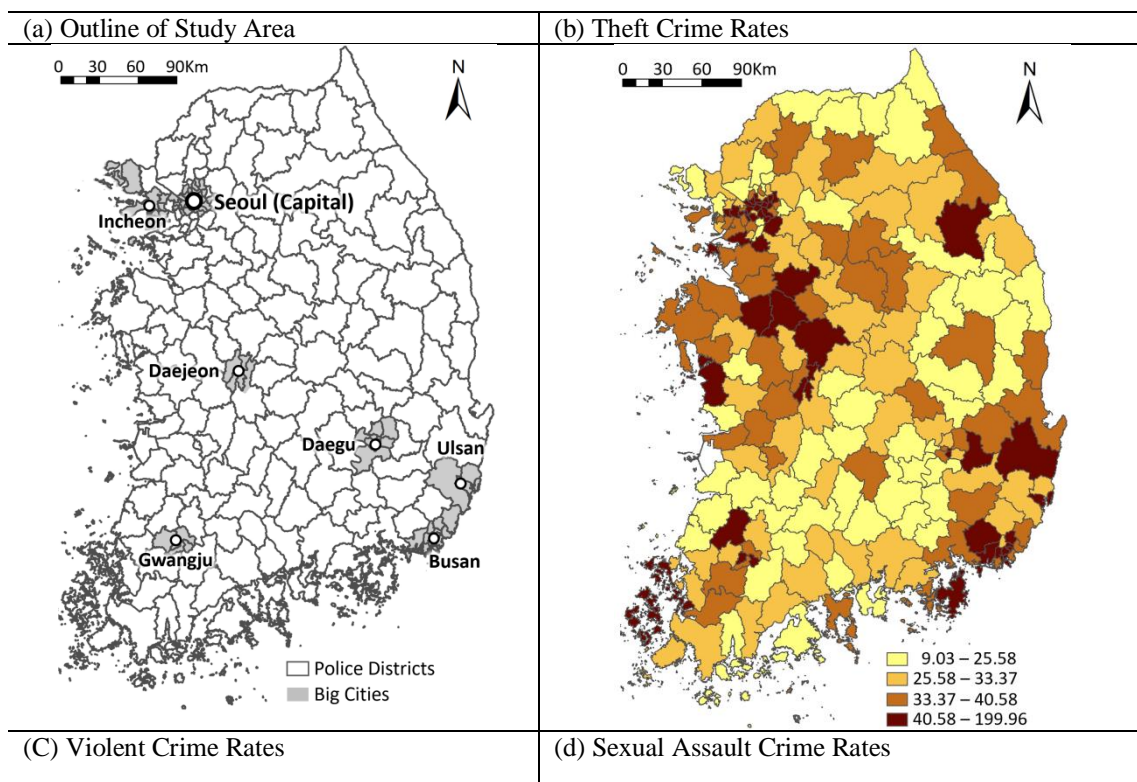 (a) Outline of Study Area
0 30 60 90Km
N
Seoul (Capital)
Incheon
Daejeon
Daegu
Ulsan
Gwangju
Busan
Police Districts
Big Cities
(b) Theft Crime Rates
0 30 60 90Km
N
9.03 – 25.58
25.58 – 33.37
33.37 – 40.58
40.58 – 199.96
(C) Violent Crime Rates
(d) Sexual Assault Crime Rates